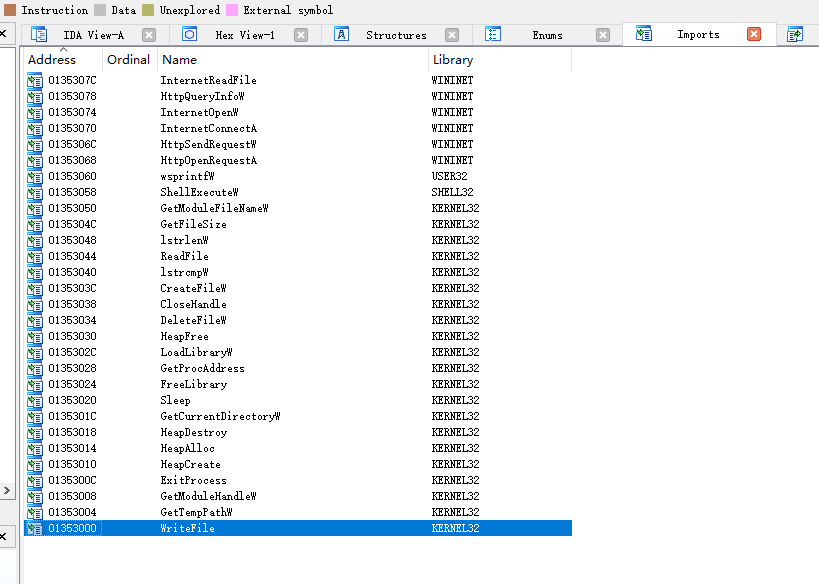 Instruction Data Unexplored External symbol
IDA View-A Hex View-1 Structures Enums Imports
Address Ordinal Name Library
0135307C InternetReadFile WININET
01353078 HttpQueryInfoW WININET
01353074 InternetOpenW WININET
01353070 InternetConnectA WININET
0135306C HttpSendRequestW WININET
01353068 HttpOpenRequestA WININET
01353060 wsprintfW USER32
01353058 ShellExecuteW SHELL32
01353050 GetModuleFileNameW KERNEL32
0135304C GetFileSize KERNEL32
01353048 lstrlenW KERNEL32
01353044 ReadFile KERNEL32
01353040 lstrcmpW KERNEL32
0135303C CreateFileW KERNEL32
01353038 CloseHandle KERNEL32
01353034 DeleteFileW KERNEL32
01353030 HeapFree KERNEL32
0135302C LoadLibraryW KERNEL32
01353028 GetProcAddress KERNEL32
01353024 FreeLibrary KERNEL32
01353020 Sleep KERNEL32
0135301C GetCurrentDirectoryW KERNEL32
01353018 HeapDestroy KERNEL32
01353014 HeapAlloc KERNEL32
01353010 HeapCreate KERNEL32
0135300C ExitProcess KERNEL32
01353008 GetModuleHandleW KERNEL32
01353004 GetTempPathW KERNEL32
01353000 WriteFile KERNEL32